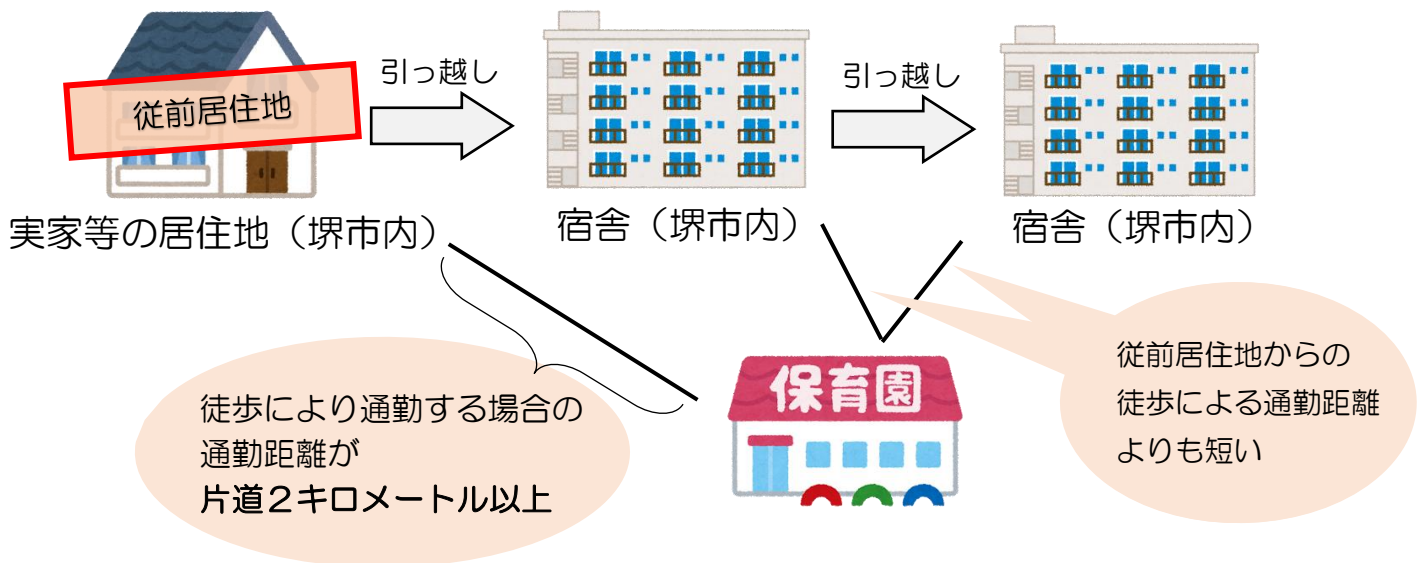 従前居住地
引っ越し
引っ越し
実家等の居住地（堺市内）
宿舎（堺市内）
宿舎（堺市内）
徒歩により通勤する場合の
通勤距離が
片道２キロメートル以上
保育園
従前居住地からの
徒歩による通勤距離
よりも短い